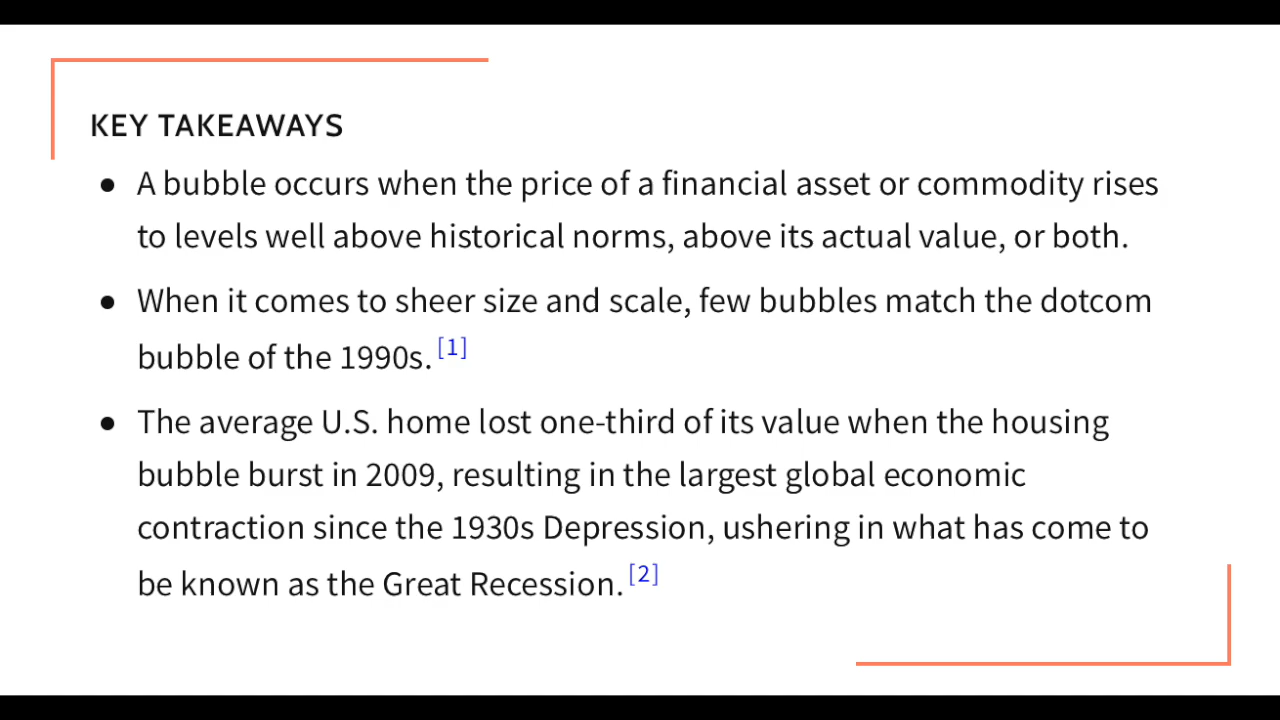 KEY TAKEAWAYS
● A bubble occurs when the price of a financial asset or commodity rises
to levels well above historical norms, above its actual value, or both.
● When it comes to sheer size and scale, few bubbles match the dotcom
bubble of the 1990s. [1]
● The average U.S. home lost one-third of its value when the housing
bubble burst in 2009, resulting in the largest global economic
contraction since the 1930s Depression, ushering in what has come to
be known as the Great Recession. [2]